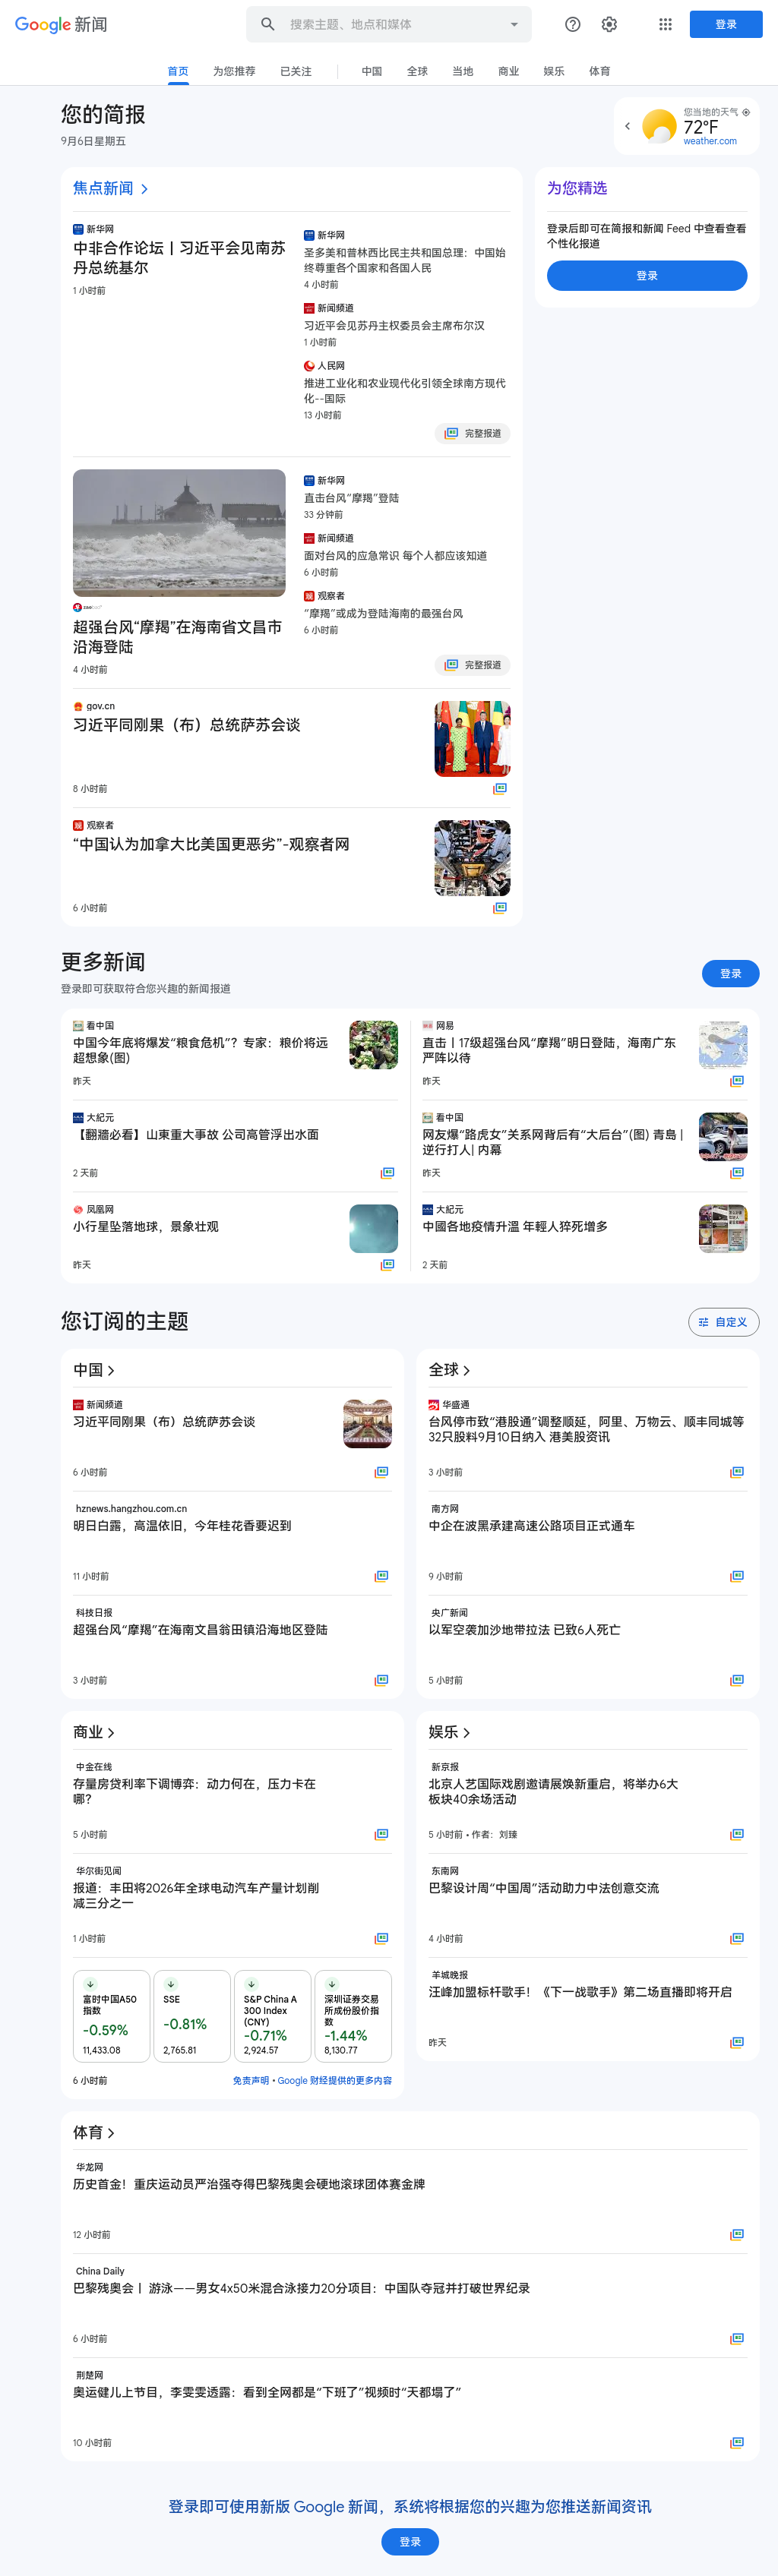 Google 新闻
搜索主题、地点和媒体
登录
首页
为您推荐
已关注
中国
全球
当地
商业
娱乐
体育
您的简报
9月6日星期五
您当地的天气
72°F
weather.com
焦点新闻
新华网
中非合作论坛丨习近平会见南苏
丹总统基尔
1 小时前
新华网
圣多美和普林西比民主共和国总理：中国始
终尊重各个国家和各国人民
4 小时前
新闻频道
习近平会见苏丹主权委员会主席布尔汉
1 小时前
人民网
推进工业化和农业现代化引领全球南方现代
化--国际
13 小时前
完整报道
为您精选
登录后即可在简报和新闻 Feed 中查看查看
个性化报道
登录
超强台风“摩羯”在海南省文昌市
沿海登陆
4 小时前
新华网
直击台风“摩羯”登陆
33 分钟前
新闻频道
面对台风的应急常识 每个人都应该知道
6 小时前
观察者
“摩羯”或成为登陆海南的最强台风
6 小时前
完整报道
gov.cn
习近平同刚果（布）总统萨苏会谈
8 小时前
观察者
“中国认为加拿大比美国更恶劣”-观察者网
6 小时前
更多新闻
登录即可获取符合您兴趣的新闻报道
登录
看中国
中国今年底将爆发“粮食危机”？专家：粮价将远
超想象(图)
昨天
网易
直击丨17级超强台风“摩羯”明日登陆，海南广东
严阵以待
昨天
大紀元
【翻牆必看】山東重大事故 公司高管浮出水面
2 天前
看中国
网友爆“路虎女”关系网背后有“大后台”(图) 青岛 |
逆行打人| 内幕
昨天
凤凰网
小行星坠落地球，景象壮观
昨天
大紀元
中國各地疫情升溫 年輕人猝死增多
2 天前
您订阅的主题
自定义
中国
新闻频道
习近平同刚果（布）总统萨苏会谈
6 小时前
hznews.hangzhou.com.cn
明日白露，高温依旧，今年桂花香要迟到
11 小时前
科技日报
超强台风“摩羯”在海南文昌翁田镇沿海地区登陆
3 小时前
全球
华盛通
台风停市致“港股通”调整顺延，阿里、万物云、顺丰同城等
32只股料9月10日纳入 港美股资讯
3 小时前
南方网
中企在波黑承建高速公路项目正式通车
9 小时前
央广新闻
以军空袭加沙地带拉法 已致6人死亡
5 小时前
商业
中金在线
存量房贷利率下调博弈：动力何在，压力卡在
哪？
5 小时前
华尔街见闻
报道：丰田将2026年全球电动汽车产量计划削
减三分之一
1 小时前
富时中国A50
指数
-0.59%
11,433.08
SSE
-0.81%
2,765.81
S&P China A
300 Index
(CNY)
-0.71%
2,924.57
深圳证券交易
所成份股价指
数
-1.44%
8,130.77
6 小时前
免责声明 • Google 财经提供的更多内容
娱乐
新京报
北京人艺国际戏剧邀请展焕新重启，将举办6大
板块40余场活动
5 小时前 • 作者：刘臻
东南网
巴黎设计周“中国周”活动助力中法创意交流
4 小时前
羊城晚报
汪峰加盟标杆歌手！《下一战歌手》第二场直播即将开启
昨天
体育
华龙网
历史首金！重庆运动员严治强夺得巴黎残奥会硬地滚球团体赛金牌
12 小时前
China Daily
巴黎残奥会丨 游泳——男女4x50米混合泳接力20分项目：中国队夺冠并打破世界纪录
6 小时前
荆楚网
奥运健儿上节目，李雯雯透露：看到全网都是“下班了”视频时“天都塌了”
10 小时前
登录即可使用新版 Google 新闻，系统将根据您的兴趣为您推送新闻资讯
登录